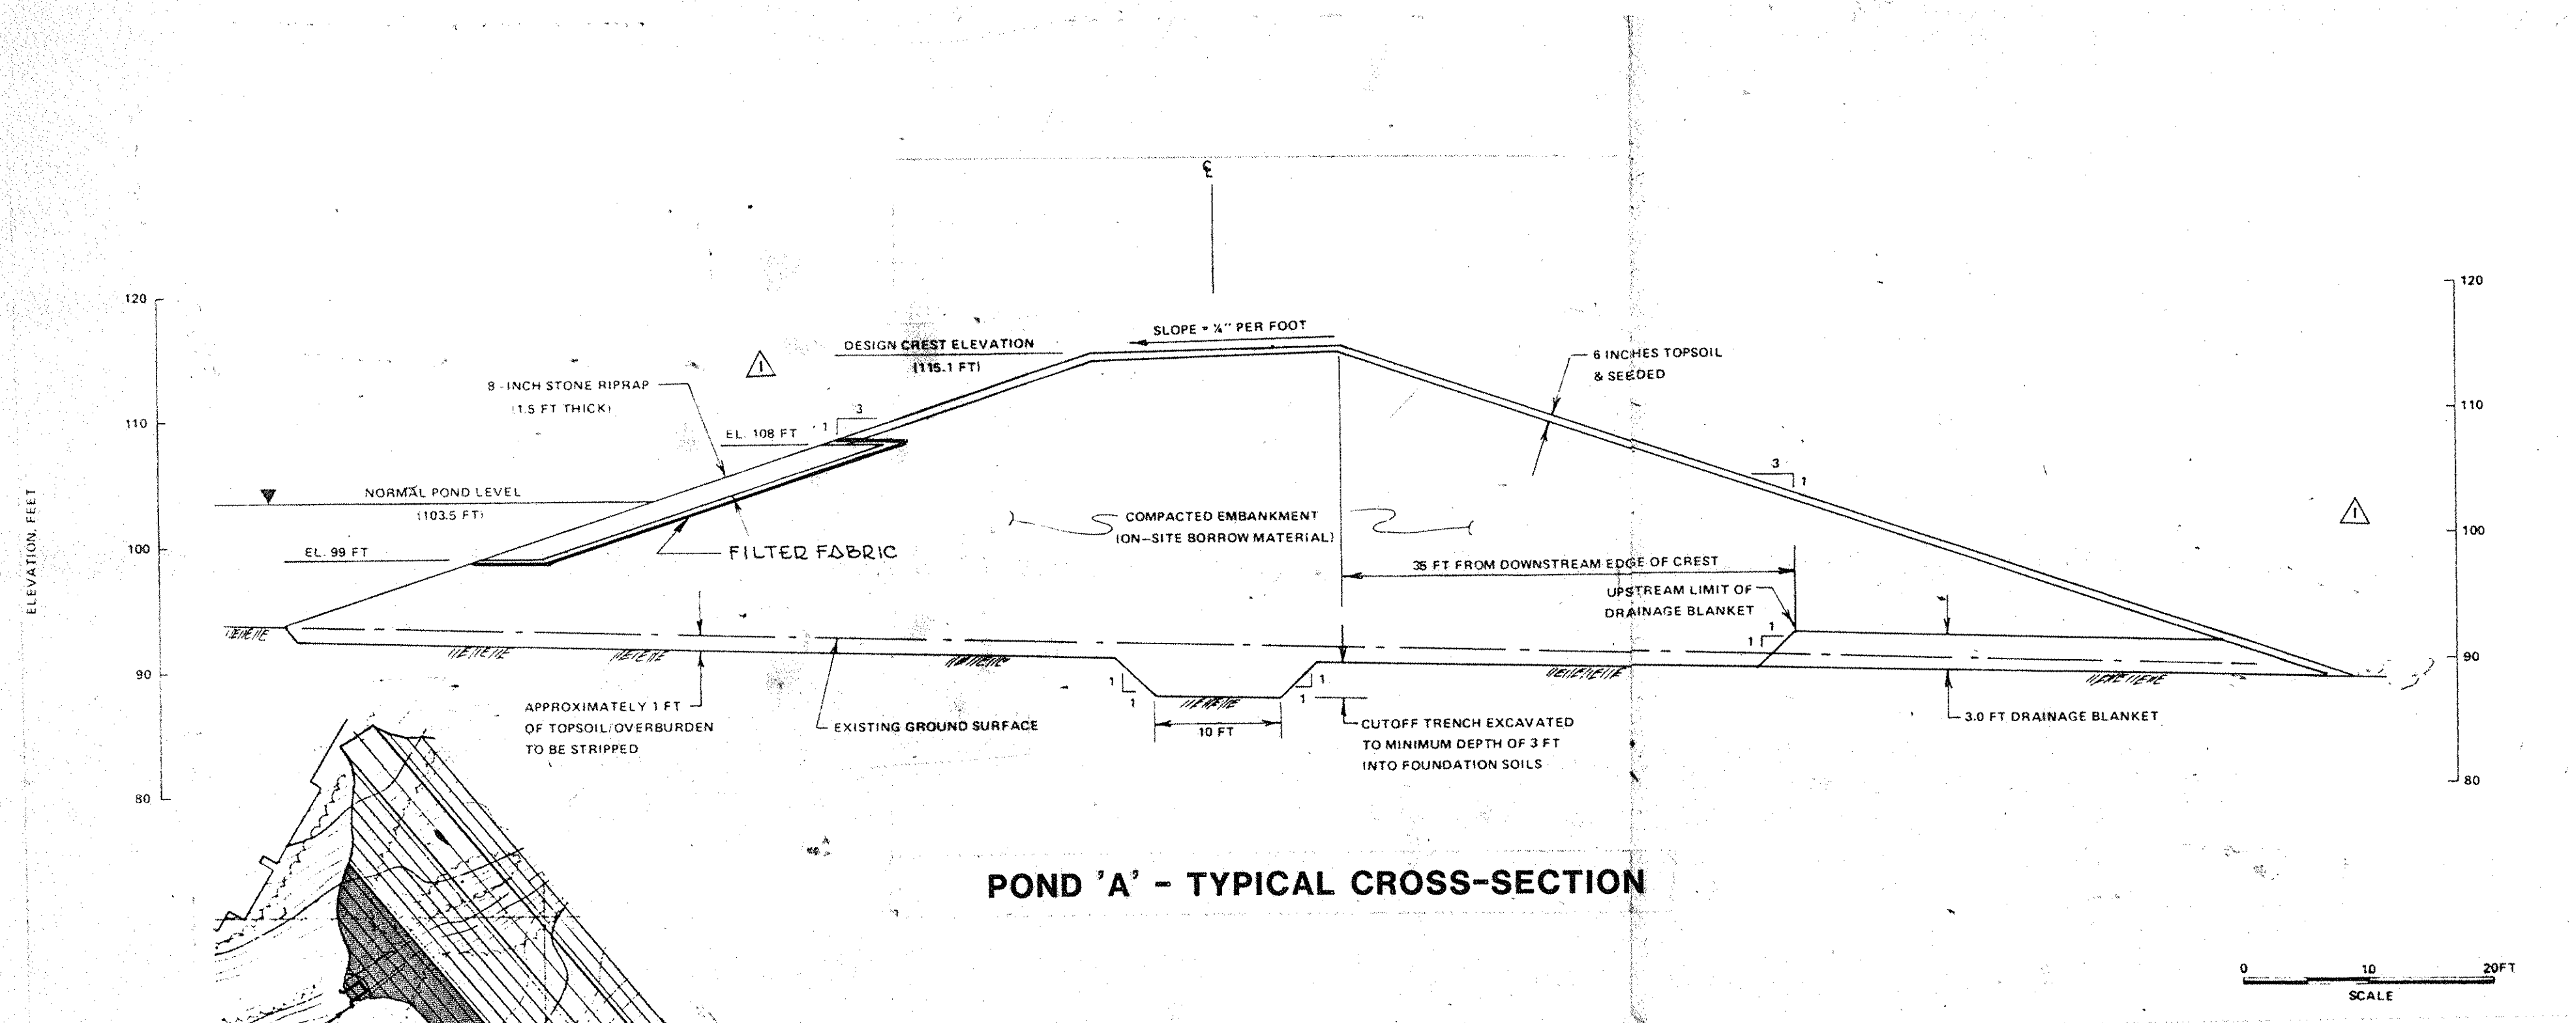 ℄
120
120
SLOPE = ¼" PER FOOT
DESIGN CREST ELEVATION
(115.1 FT)
1
6 INCHES TOPSOIL
& SEEDED
8-INCH STONE RIPRAP
(1.5 FT THICK)
3
1
110
110
EL. 108 FT
3
1
NORMAL POND LEVEL
(103.5 FT)
1
COMPACTED EMBANKMENT
(ON-SITE BORROW MATERIAL)
ELEVATION, FEET
100
100
EL. 99 FT
FILTER FABRIC
35 FT FROM DOWNSTREAM EDGE OF CREST
UPSTREAM LIMIT OF
DRAINAGE BLANKET
1
1
90
90
1
1
1
1
APPROXIMATELY 1 FT
OF TOPSOIL/OVERBURDEN
TO BE STRIPPED
EXISTING GROUND SURFACE
10 FT
CUTOFF TRENCH EXCAVATED
TO MINIMUM DEPTH OF 3 FT
INTO FOUNDATION SOILS
3.0 FT DRAINAGE BLANKET
80
80
POND 'A' - TYPICAL CROSS-SECTION
0 10 20FT
SCALE